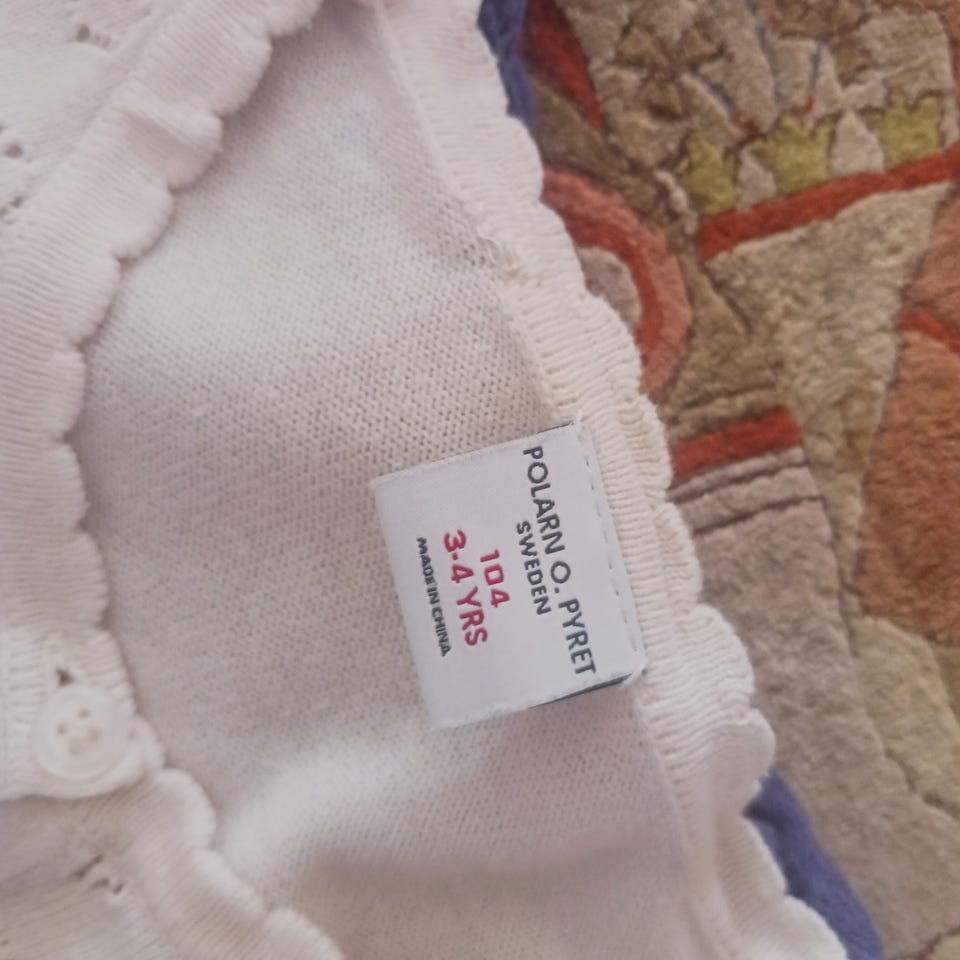 POLARN O. PYRET
SWEDEN
104
3-4 YRS
MADE IN CHINA